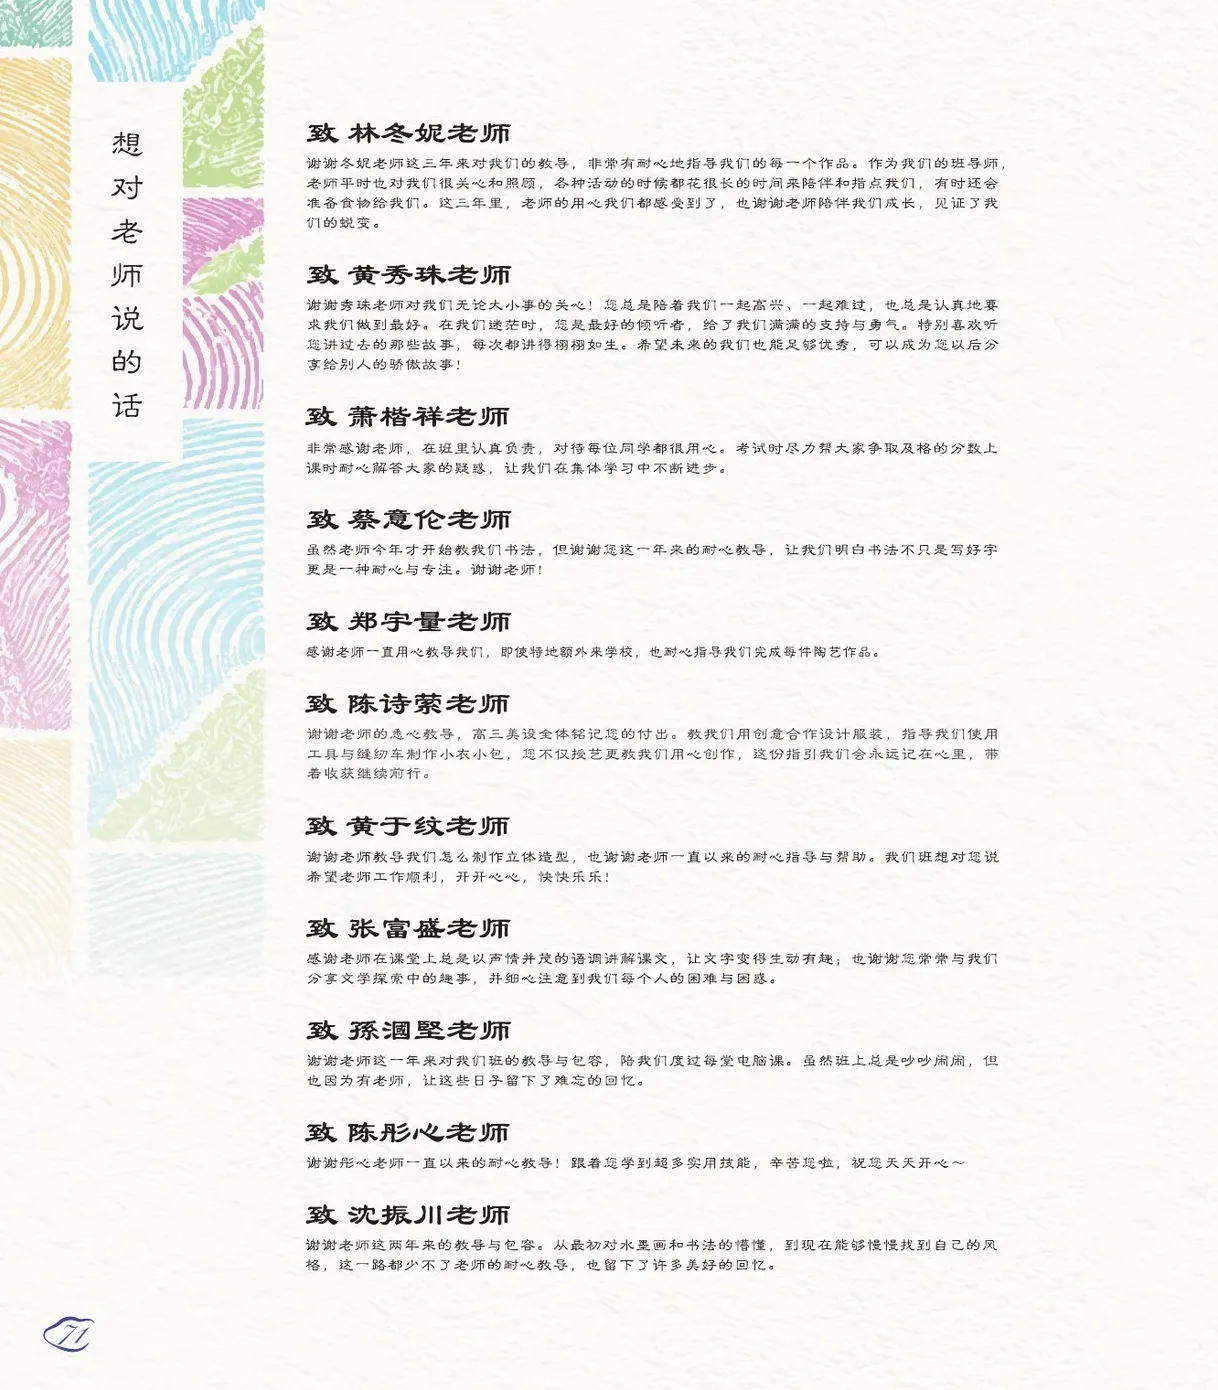 想对老师说的话
致 林冬妮老师
谢谢冬妮老师这三年来对我们的教导，非常有耐心地指导我们的每一个作品。作为我们的班导师，
老师平时也对我们很关心和照顾，各种活动的时候都花很长的时间来陪伴和指点我们，有时还会
准备食物给我们。这三年里，老师的用心我们都感受到了，也谢谢老师陪伴我们成长，见证了我
们的蜕变。
致 黄秀珠老师
谢谢秀珠老师对我们无论大小事的关心！您总是陪着我们一起高兴、一起难过，也总是认真地要
求我们做到最好。在我们迷茫时，您是最好的倾听者，给了我们满满的支持与勇气。特别喜欢听
您讲过去的那些故事，每次都讲得栩栩如生。希望未来的我们也能足够优秀，可以成为您以后分
享给别人的骄傲故事！
致 萧楷祥老师
非常感谢老师，在班里认真负责，对待每位同学都很用心。考试时尽力帮大家争取及格的分数上
课时耐心解答大家的疑惑，让我们在集体学习中不断进步。
致 蔡意伦老师
虽然老师今年才开始教我们书法，但谢谢您这一年来的耐心教导，让我们明白书法不只是写好字
更是一种耐心与专注。谢谢老师！
致 郑宇量老师
感谢老师一直用心教导我们，即使特地额外来学校，也耐心指导我们完成每件陶艺作品。
致 陈诗萦老师
谢谢老师的悉心教导，高三美设全体铭记您的付出。教我们用创意合作设计服装，指导我们使用
工具与缝纫车制作小衣小包，您不仅授艺更教我们用心创作，这份指引我们会永远记在心里，带
着收获继续前行。
致 黄于纹老师
谢谢老师教导我们怎么制作立体造型，也谢谢老师一直以来的耐心指导与帮助。我们班想对您说
希望老师工作顺利，开开心心，快快乐乐！
致 张富盛老师
感谢老师在课堂上总是以声情并茂的语调讲解课文，让文字变得生动有趣；也谢谢您常常与我们
分享文学探索中的趣事，并细心注意到我们每个人的困难与困惑。
致 孫涠堅老师
谢谢老师这一年来对我们班的教导与包容，陪我们度过每堂电脑课。虽然班上总是吵吵闹闹，但
也因为有老师，让这些日子留下了难忘的回忆。
致 陈彤心老师
谢谢彤心老师一直以来的耐心教导！跟着您学到超多实用技能，辛苦您啦，祝您天天开心～
致 沈振川老师
谢谢老师这两年来的教导与包容。从最初对水墨画和书法的懵懂，到现在能够慢慢找到自己的风
格，这一路都少不了老师的耐心教导，也留下了许多美好的回忆。
71